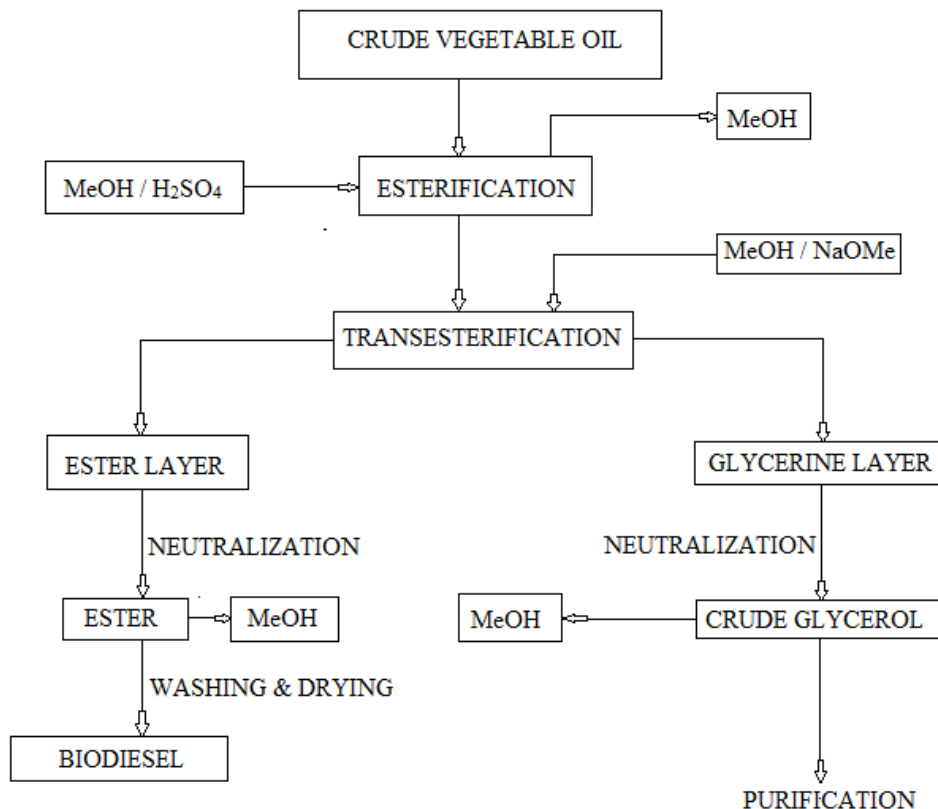 CRUDE VEGETABLE OIL
MeOH
MeOH / H₂SO₄
ESTERIFICATION
MeOH / NaOMe
TRANSESTERIFICATION
ESTER LAYER
GLYCERINE LAYER
NEUTRALIZATION
NEUTRALIZATION
ESTER
MeOH
MeOH
CRUDE GLYCEROL
WASHING & DRYING
BIODIESEL
PURIFICATION